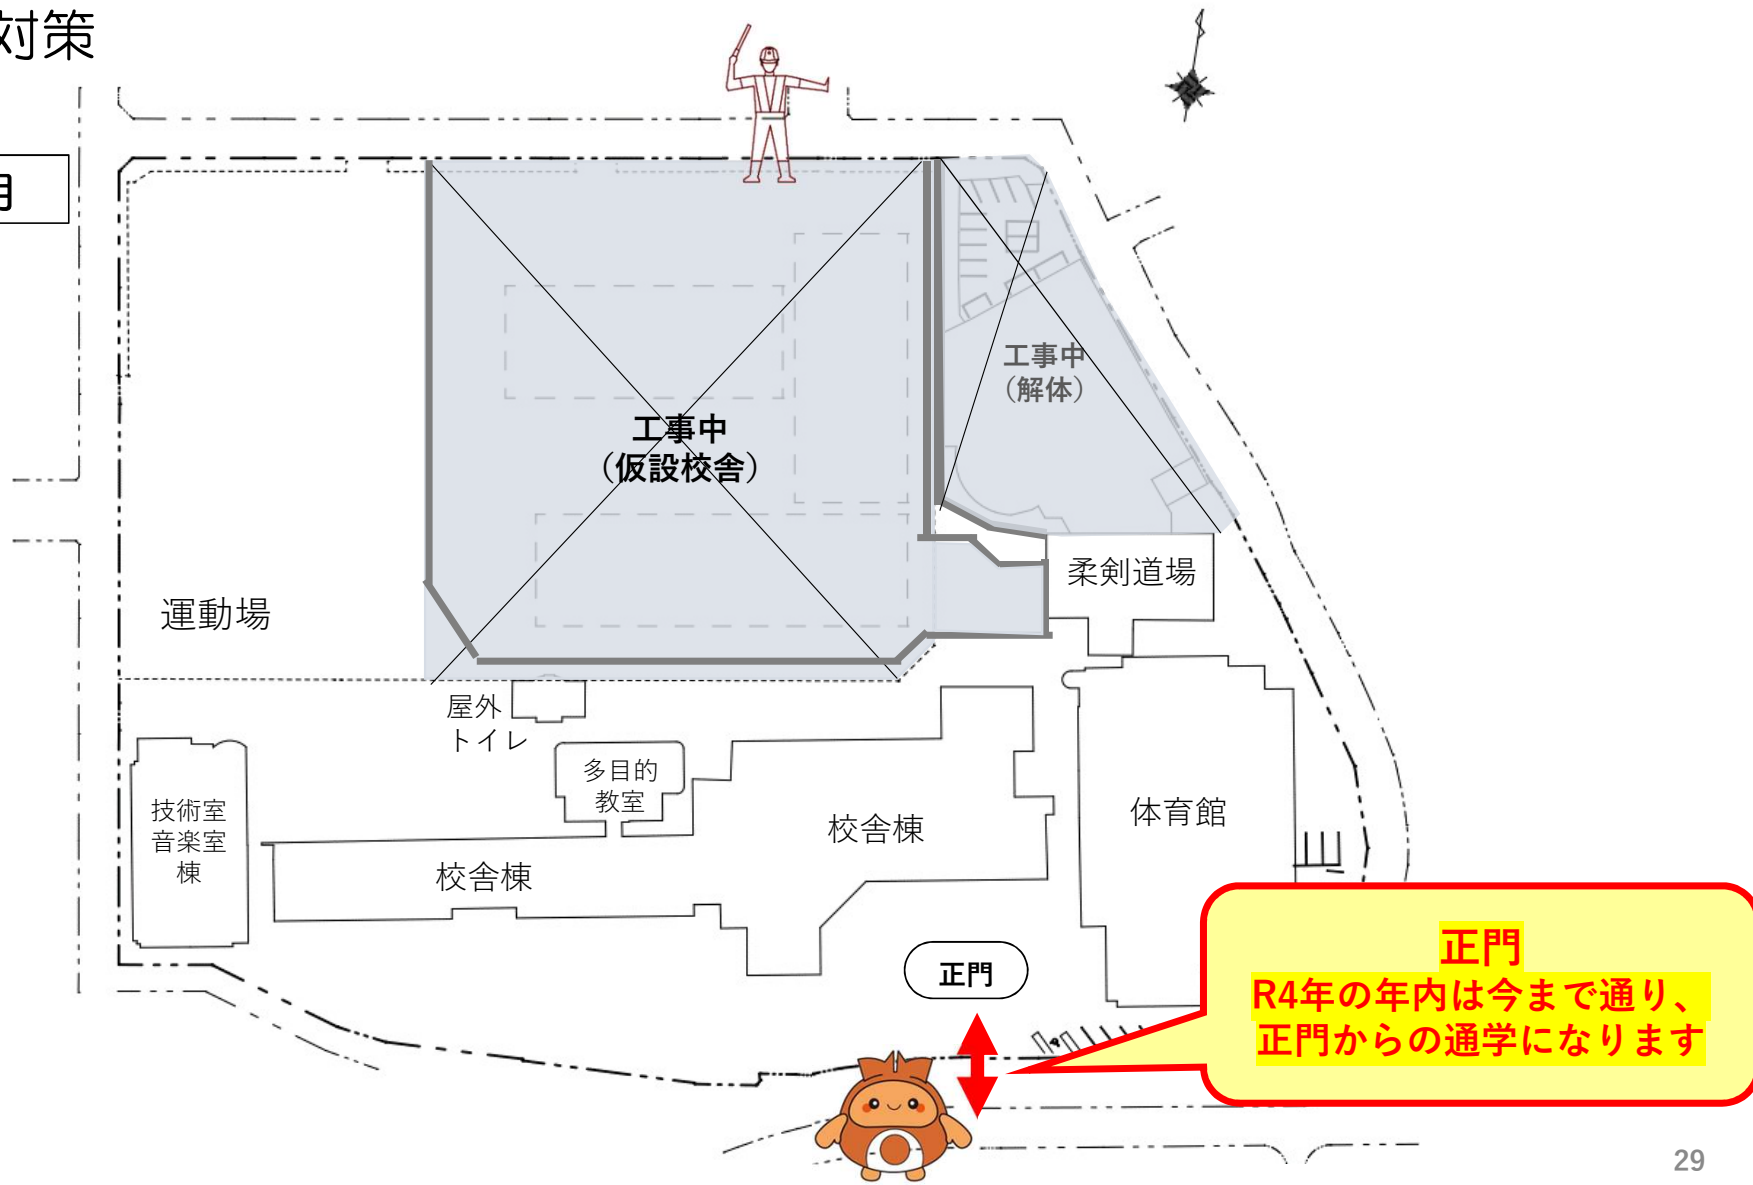 対策
月
工事中
（解体）
工事中
（仮設校舎）
柔剣道場
運動場
屋外
トイレ
多目的
教室
技術室
音楽室
棟
校舎棟
校舎棟
体育館
正門
正門
R4年の年内は今まで通り、
正門からの通学になります
29